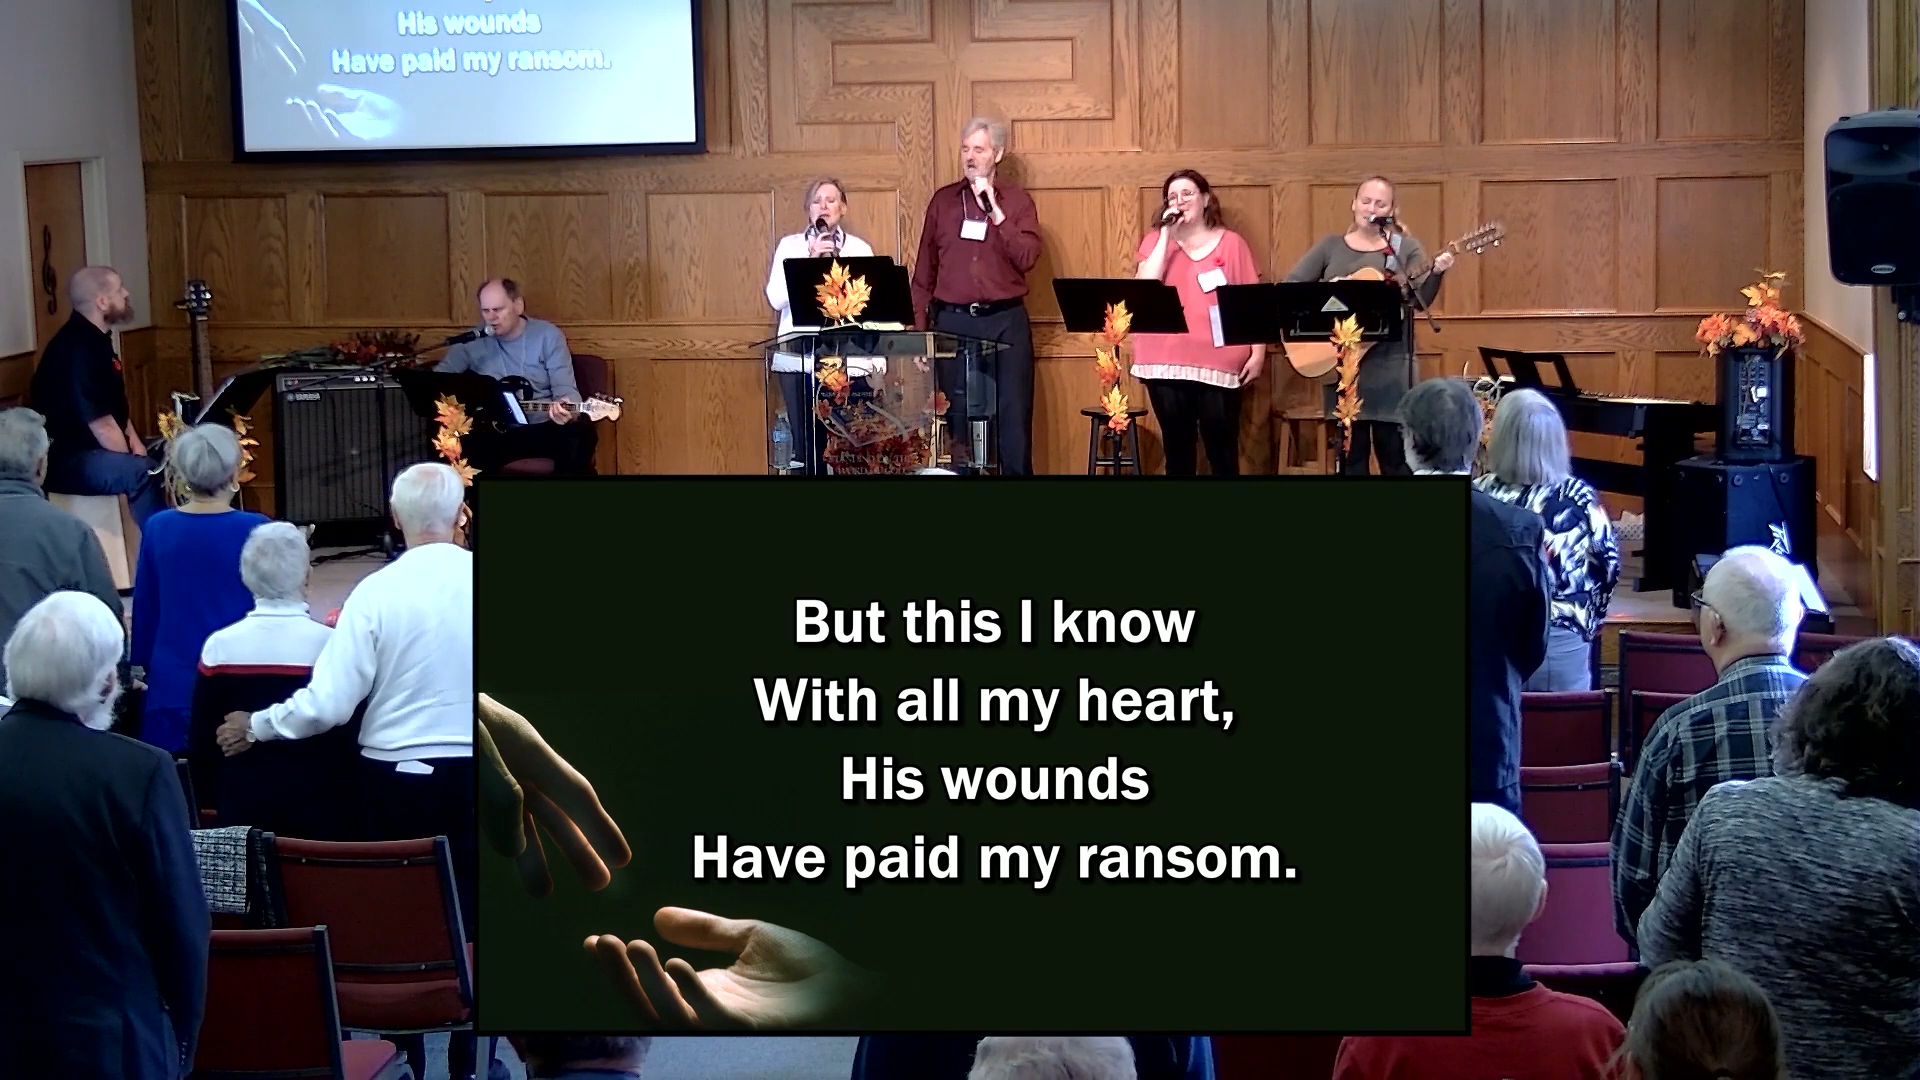 His wounds
Have paid my ransom.
But this I know
With all my heart,
His wounds
Have paid my ransom.